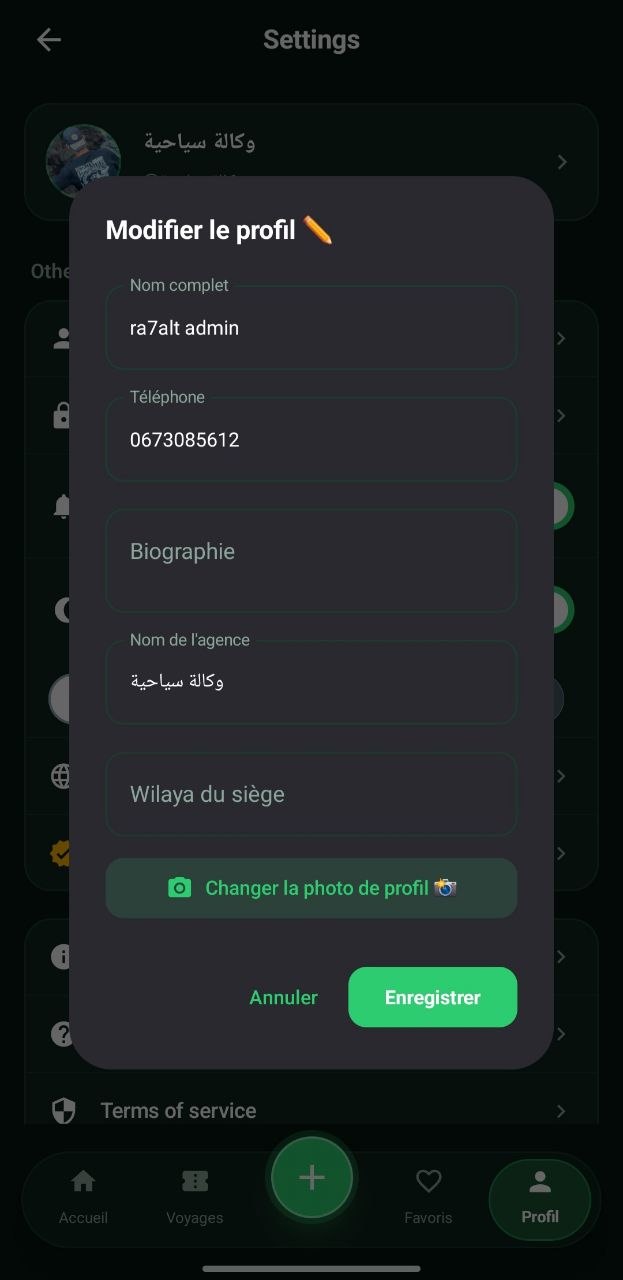 Settings
وكالة سياحية
Othe
Modifier le profil ✏️
Nom complet
ra7alt admin
Téléphone
0673085612
Biographie
Nom de l'agence
وكالة سياحية
Wilaya du siège
Changer la photo de profil 📸
Annuler
Enregistrer
Terms of service
Accueil
Voyages
Favoris
Profil